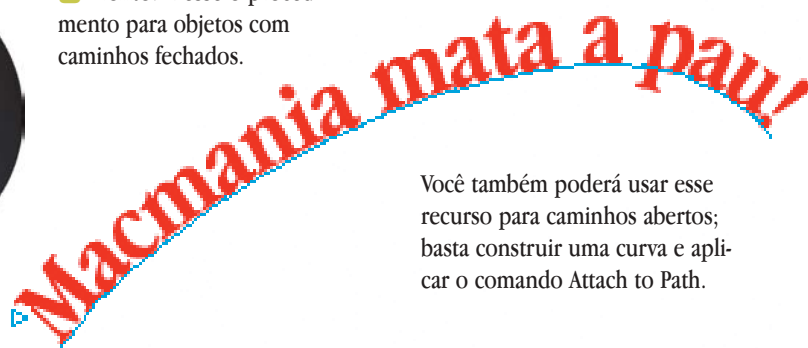 mento para objetos com
caminhos fechados.
Macmania mata a pau!
Você também poderá usar esse
recurso para caminhos abertos;
basta construir uma curva e apli-
car o comando Attach to Path.